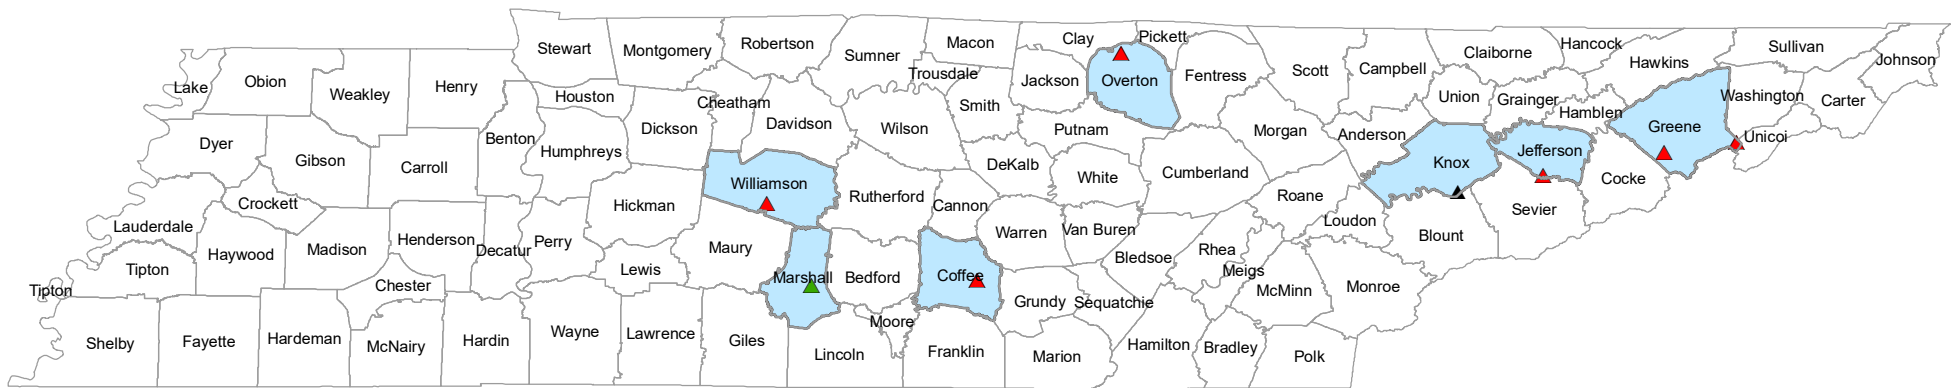 Stewart
Montgomery
Robertson
Sumner
Macon
Clay
Pickett
Scott
Campbell
Claiborne
Hancock
Hawkins
Sullivan
Johnson
Lake
Obion
Weakley
Henry
Houston
Cheatham
Trousdale
Smith
Jackson
Overton
Fentress
Union
Grainger
Hamblen
Washington
Carter
Dyer
Gibson
Carroll
Benton
Humphreys
Dickson
Davidson
Wilson
Putnam
Morgan
Anderson
Greene
Unicoi
Knox
Jefferson
Cocke
Williamson
DeKalb
White
Cumberland
Crockett
Lauderdale
Hickman
Rutherford
Cannon
Roane
Loudon
Sevier
Blount
Haywood
Madison
Henderson
Decatur
Perry
Maury
Warren
Van Buren
Bledsoe
Rhea
Tipton
Chester
Lewis
Marshall
Bedford
Coffee
Meigs
McMinn
Monroe
Tipton
Grundy
Sequatchie
Shelby
Fayette
Hardeman
McNairy
Hardin
Wayne
Lawrence
Giles
Moore
Lincoln
Franklin
Marion
Hamilton
Bradley
Polk